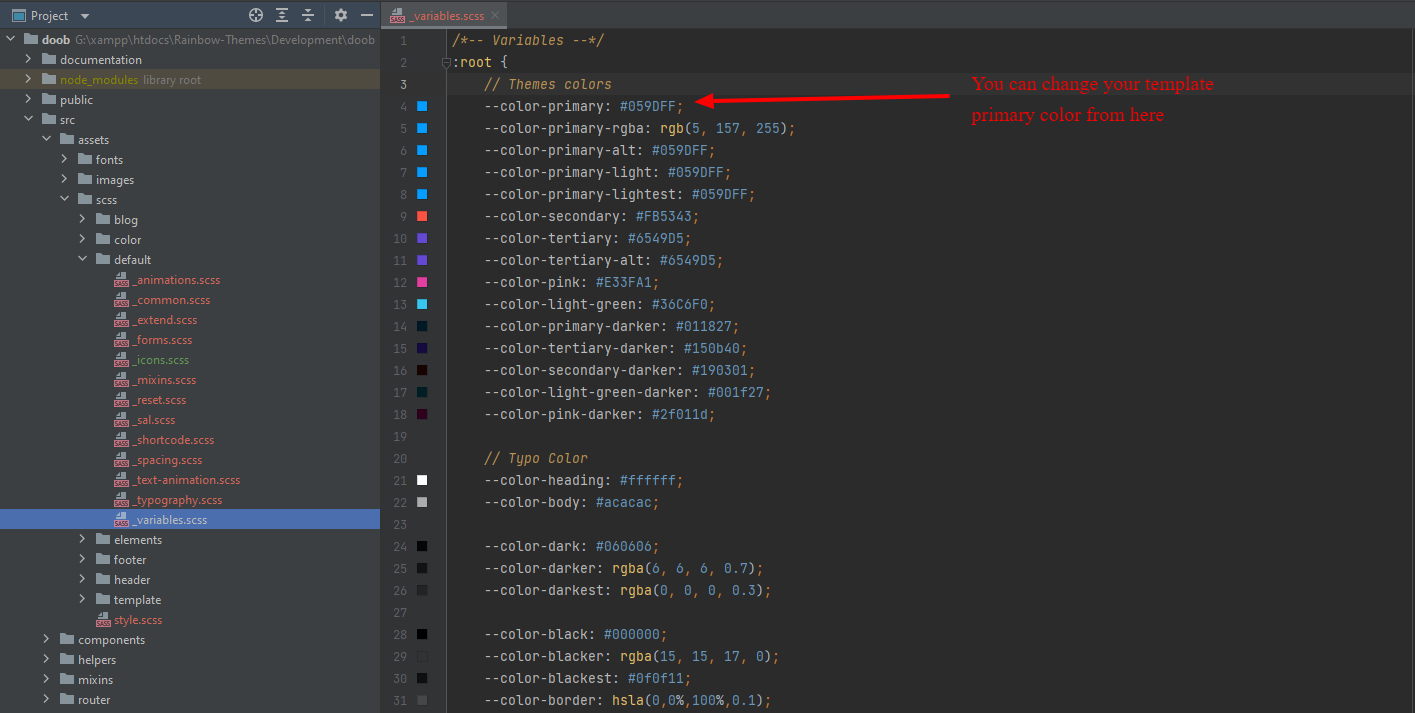 Project
doob G:\xampp\htdocs\Rainbow-Themes\Development\doob
documentation
node_modules library root
public
src
assets
fonts
images
scss
blog
color
default
_animations.scss
_common.scss
_extend.scss
_forms.scss
_icons.scss
_mixins.scss
_reset.scss
_sal.scss
_shortcode.scss
_spacing.scss
_text-animation.scss
_typography.scss
_variables.scss
elements
footer
header
template
style.scss
components
helpers
mixins
router
_variables.scss
1 /*-- Variables --*/
2 :root {
3 // Themes colors
4 --color-primary: #059DFF;
5 --color-primary-rgba: rgb(5, 157, 255);
6 --color-primary-alt: #059DFF;
7 --color-primary-light: #059DFF;
8 --color-primary-lightest: #059DFF;
9 --color-secondary: #FB5343;
10 --color-tertiary: #6549D5;
11 --color-tertiary-alt: #6549D5;
12 --color-pink: #E33FA1;
13 --color-light-green: #36C6F0;
14 --color-primary-darker: #011827;
15 --color-tertiary-darker: #150b40;
16 --color-secondary-darker: #190301;
17 --color-light-green-darker: #001f27;
18 --color-pink-darker: #2f011d;
19
20 // Typo Color
21 --color-heading: #ffffff;
22 --color-body: #acacac;
23
24 --color-dark: #060606;
25 --color-darker: rgba(6, 6, 6, 0.7);
26 --color-darkest: rgba(0, 0, 0, 0.3);
27
28 --color-black: #000000;
29 --color-blacker: rgba(15, 15, 17, 0);
30 --color-blackest: #0f0f11;
31 --color-border: hsla(0,0%,100%,0.1);
You can change your template
primary color from here